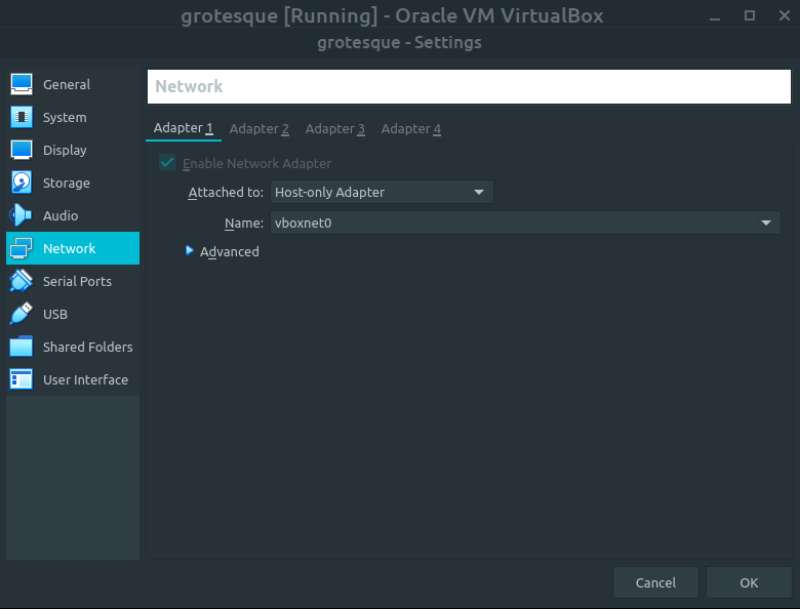 grotesque [Running] - Oracle VM VirtualBox
grotesque - Settings
General
System
Display
Storage
Audio
Network
Serial Ports
USB
Shared Folders
User Interface
Network
Adapter 1 Adapter 2 Adapter 3 Adapter 4
Enable Network Adapter
Attached to: Host-only Adapter
Name: vboxnet0
Advanced
Cancel OK